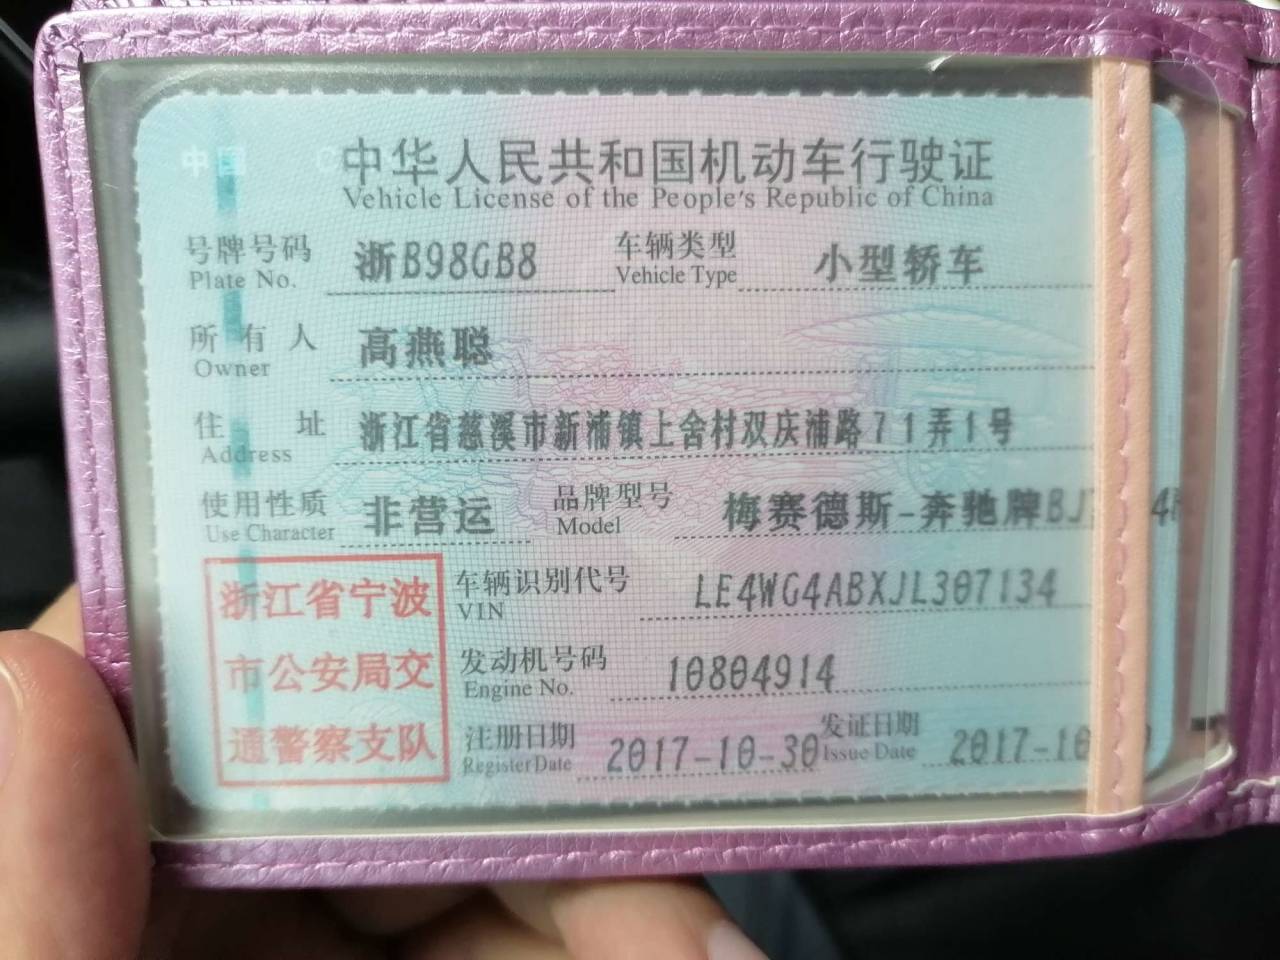 中华人民共和国机动车行驶证
Vehicle License of the People's Republic of China
号牌号码 浙B98GB8 车辆类型 小型轿车
Plate No. Vehicle Type
所有人 高燕聪
Owner
住址 浙江省慈溪市新浦镇上舍村双庆浦路71弄1号
Address
使用性质 非营运 品牌型号 梅赛德斯-奔驰牌BJ
Use Character Model
浙江省宁波 车辆识别代号 LE4WG4ABXJL307134
VIN
市公安局交 发动机号码 10804914
Engine No.
通警察支队 注册日期 2017-10-30 发证日期 2017-10
Register Date Issue Date